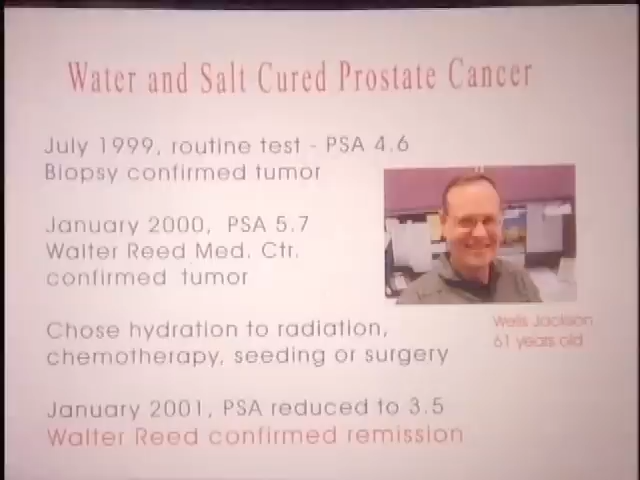 Water and Salt Cured Prostate Cancer
July 1999, routine test - PSA 4.6
Biopsy confirmed tumor
January 2000, PSA 5.7
Walter Reed Med. Ctr.
confirmed tumor
Chose hydration to radiation,
chemotherapy, seeding or surgery
January 2001, PSA reduced to 3.5
Walter Reed confirmed remission
Wells Jackson
61 years old